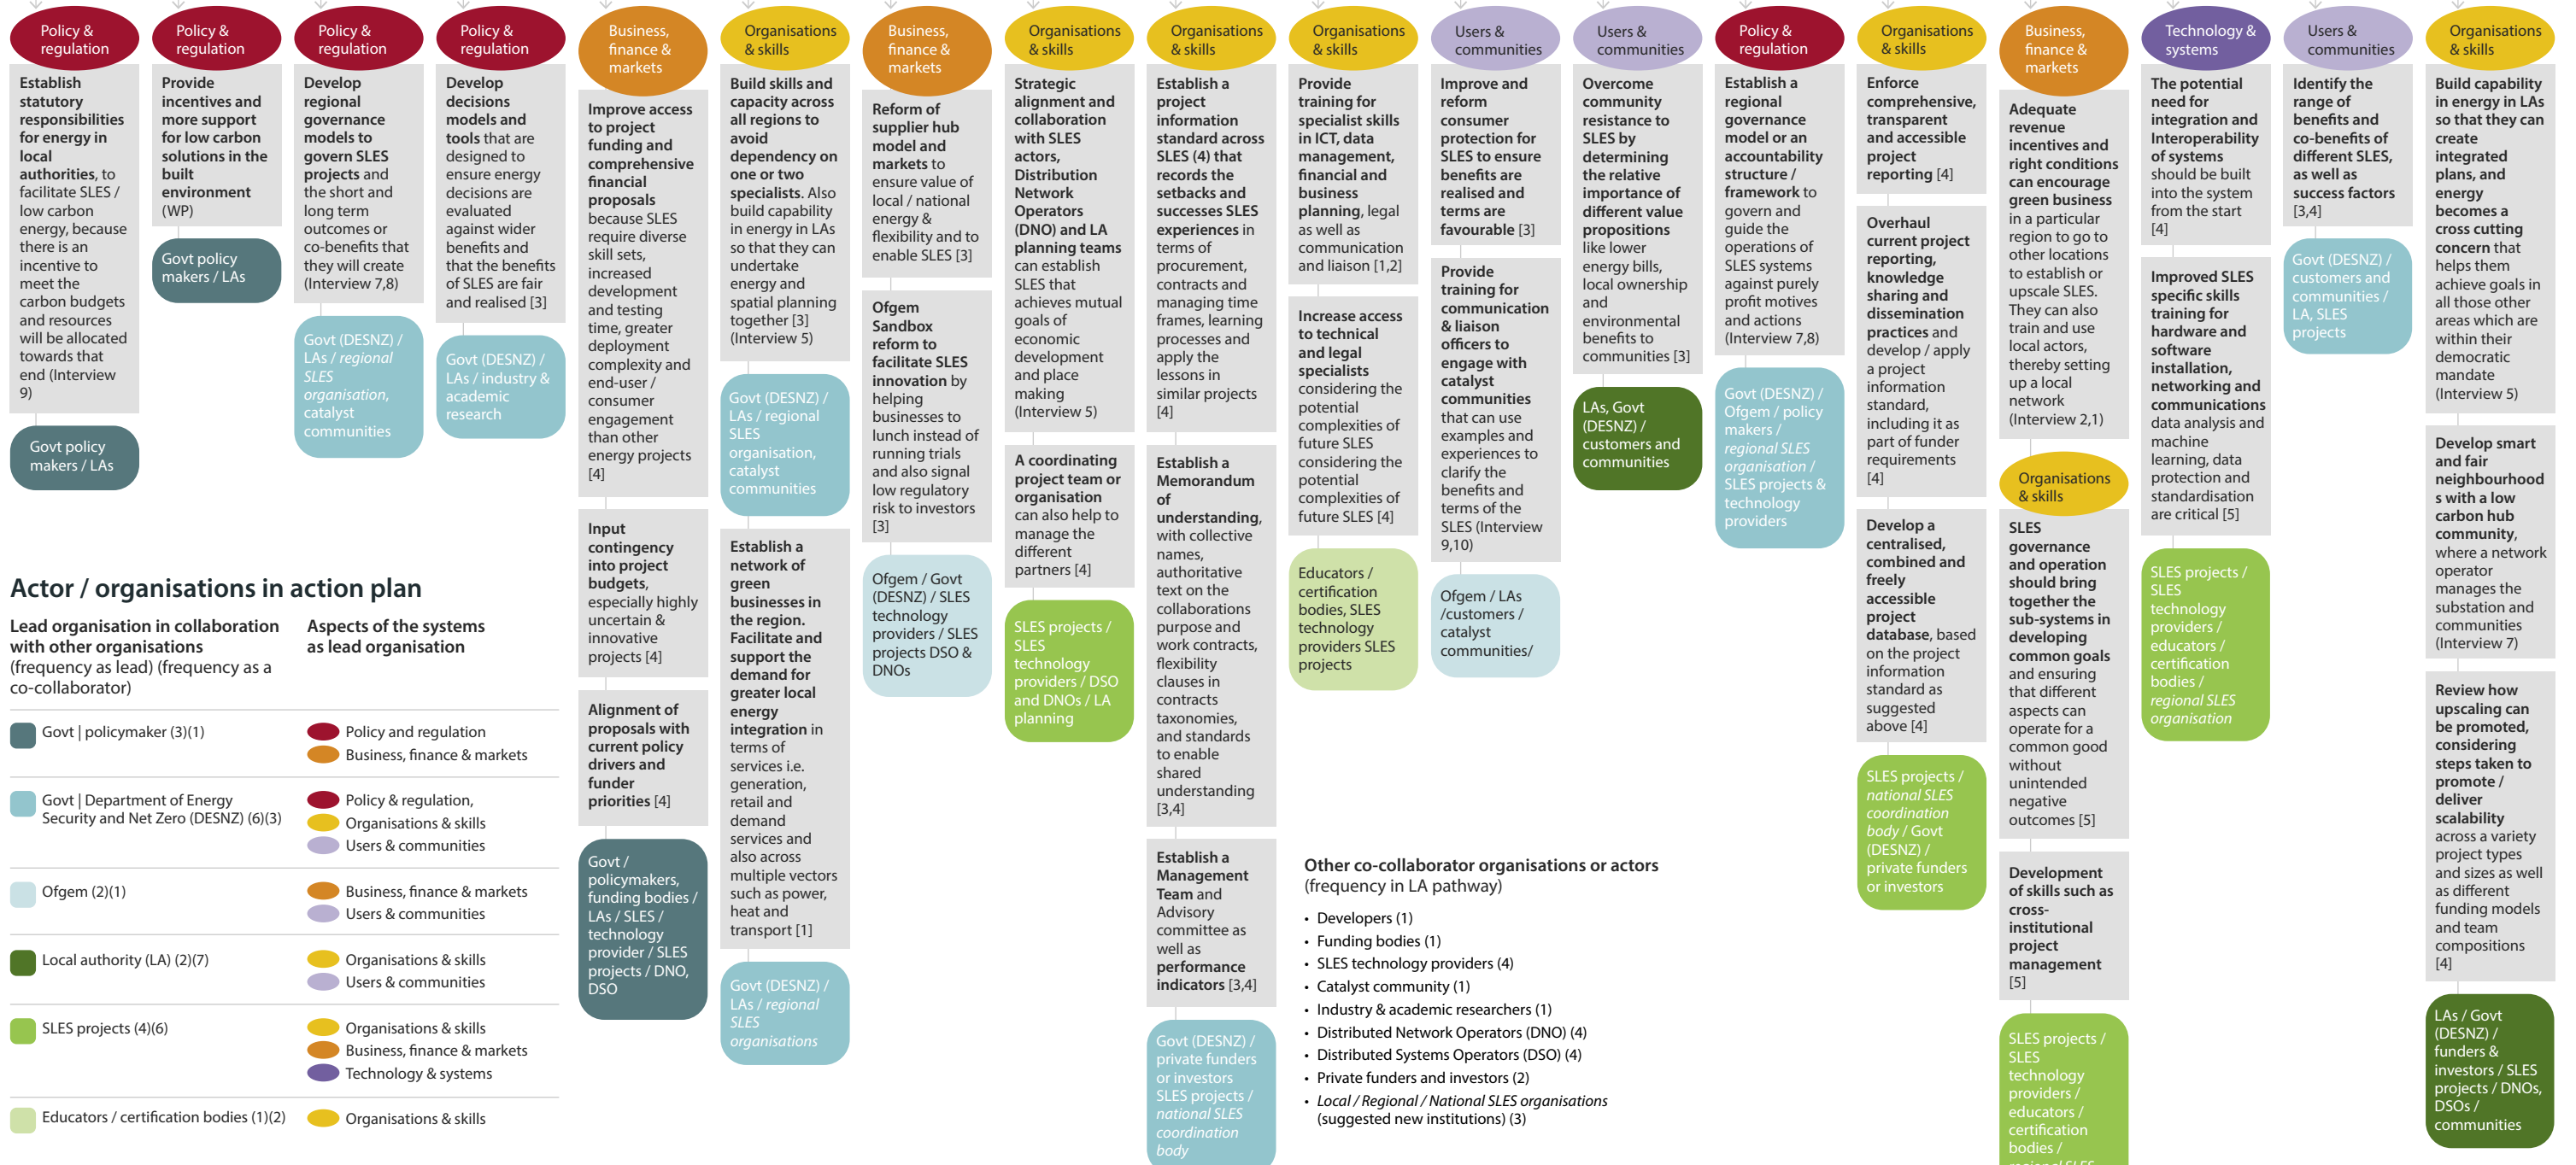 Policy &
regulation
Establish
statutory
responsibilities
for energy in
local
authorities, to
facilitate SLES /
low carbon
energy, because
there is an
incentive to
meet the
carbon budgets
and resources
will be allocated
towards that
end (Interview
9)
Govt policy
makers / LAs
Policy &
regulation
Provide
incentives and
more support
for low carbon
solutions in the
built
environment
(WP)
Govt policy
makers / LAs
Policy &
regulation
Develop
regional
governance
models to
govern SLES
projects and
the short and
long term
outcomes or
co-benefits that
they will create
(Interview 7,8)
Govt (DESNZ) /
LAs / regional
SLES
organisation,
catalyst
communities
Policy &
regulation
Develop
decisions
models and
tools that are
designed to
ensure energy
decisions are
evaluated
against wider
benefits and
that the benefits
of SLES are fair
and realised [3]
Govt (DESNZ) /
LAs / industry &
academic
research
Business,
finance &
markets
Improve access
to project
funding and
comprehensive
financial
proposals
because SLES
require diverse
skill sets,
increased
development
and testing
time, greater
deployment
complexity and
end-user /
consumer
engagement
than other
energy projects
[4]
Input
contingency
into project
budgets,
especially highly
uncertain &
innovative
projects [4]
Alignment of
proposals with
current policy
drivers and
funder
priorities [4]
Govt /
policymakers,
funding bodies /
LAs / SLES /
technology
provider / SLES
projects / DNO,
DSO
Organisations
& skills
Build skills and
capacity across
all regions to
avoid
dependency on
one or two
specialists. Also
build capability
in energy in LAs
so that they can
undertake
energy and
spatial planning
together [3]
(Interview 5)
Govt (DESNZ) /
LAs / regional
SLES
organisation,
catalyst
communities
Establish a
network of
green
businesses in
the region.
Facilitate and
support the
demand for
greater local
energy
integration in
terms of
services i.e.
generation,
retail and
demand
services and
also across
multiple vectors
such as power,
heat and
transport [1]
Govt (DESNZ) /
LAs / regional
SLES
organisations
Business,
finance &
markets
Reform of
supplier hub
model and
markets to
ensure value of
local / national
energy &
flexibility and to
enable SLES [3]
Ofgem
Sandbox
reform to
facilitate SLES
innovation by
helping
businesses to
lunch instead of
running trials
and also signal
low regulatory
risk to investors
[3]
Ofgem / Govt
(DESNZ) / SLES
technology
providers / SLES
projects DSO &
DNOs
Organisations
& skills
Strategic
alignment and
collaboration
with SLES
actors,
Distribution
Network
Operators
(DNO) and LA
planning teams
can establish
SLES that
achieves mutual
goals of
economic
development
and place
making
(Interview 5)
A coordinating
project team or
organisation
can also help to
manage the
different
partners [4]
SLES projects /
SLES
technology
providers / DSO
and DNOs / LA
planning
Organisations
& skills
Establish a
project
information
standard across
SLES (4) that
records the
setbacks and
successes SLES
experiences in
terms of
procurement,
contracts and
managing time
frames, learning
processes and
apply the
lessons in
similar projects
[4]
Establish a
Memorandum
of
understanding,
with collective
names,
authoritative
text on the
collaborations
purpose and
work contracts,
flexibility
clauses in
contracts
taxonomies,
and standards
to enable
shared
understanding
[3,4]
Establish a
Management
Team and
Advisory
committee as
well as
performance
indicators [3,4]
Govt (DESNZ) /
private funders
or investors
SLES projects /
national SLES
coordination
body
Organisations
& skills
Provide
training for
specialist skills
in ICT, data
management,
financial and
business
planning, legal
as well as
communication
and liaison [1,2]
Increase access
to technical
and legal
specialists
considering the
potential
complexities of
future SLES
considering the
potential
complexities of
future SLES [4]
Educators /
certification
bodies, SLES
technology
providers SLES
projects
Users &
communities
Improve and
reform
consumer
protection for
SLES to ensure
benefits are
realised and
terms are
favourable [3]
Provide
training for
communication
& liaison
officers to
engage with
catalyst
communities
that can use
examples and
experiences to
clarify the
benefits and
terms of the
SLES (Interview
9,10)
Ofgem / LAs
/customers /
catalyst
communities/
Users &
communities
Overcome
community
resistance to
SLES by
determining
the relative
importance of
different value
propositions
like lower
energy bills,
local ownership
and
environmental
benefits to
communities [3]
LAs, Govt
(DESNZ) /
customers and
communities
Policy &
regulation
Establish a
regional
governance
model or an
accountability
structure /
framework to
govern and
guide the
operations of
SLES systems
against purely
profit motives
and actions
(Interview 7,8)
Govt (DESNZ) /
Ofgem / policy
makers /
regional SLES
organisation /
SLES projects &
technology
providers
Organisations
& skills
Enforce
comprehensive,
transparent
and accessible
project
reporting [4]
Overhaul
current project
reporting,
knowledge
sharing and
dissemination
practices and
develop / apply
a project
information
standard,
including it as
part of funder
requirements
[4]
Develop a
centralised,
combined and
freely
accessible
project
database, based
on the project
information
standard as
suggested
above [4]
SLES projects /
national SLES
coordination
body / Govt
(DESNZ) /
private funders
or investors
Business,
finance &
markets
Adequate
revenue
incentives and
right conditions
can encourage
green business
in a particular
region to go to
other locations
to establish or
upscale SLES.
They can also
train and use
local actors,
thereby setting
up a local
network
(Interview 2,1)
Organisations
& skills
SLES
governance
and operation
should bring
together the
sub-systems in
developing
common goals
and ensuring
that different
aspects can
operate for a
common good
without
unintended
negative
outcomes [5]
Development
of skills such as
cross-
institutional
project
management
[5]
SLES projects /
SLES
technology
providers /
educators /
certification
bodies /
Technology &
systems
The potential
need for
integration and
Interoperability
of systems
should be built
into the system
from the start
[4]
Improved SLES
specific skills
training for
hardware and
software
installation,
networking and
communications
data analysis and
machine
learning, data
protection and
standardisation
are critical [5]
SLES projects /
SLES
technology
providers /
educators /
certification
bodies /
regional SLES
organisation
Users &
communities
Identify the
range of
benefits and
co-benefits of
different SLES,
as well as
success factors
[3,4]
Govt (DESNZ) /
customers and
communities /
LA, SLES
projects
Organisations
& skills
Build capability
in energy in LAs
so that they can
create
integrated
plans, and
energy
becomes a
cross cutting
concern that
helps them
achieve goals in
all those other
areas which are
within their
democratic
mandate
(Interview 5)
Develop smart
and fair
neighbourhood
s with a low
carbon hub
community,
where a network
operator
manages the
substation and
communities
(Interview 7)
Review how
upscaling can
be promoted,
considering
steps taken to
promote /
deliver
scalability
across a variety
project types
and sizes as well
as different
funding models
and team
compositions
[4]
LAs / Govt
(DESNZ) /
funders &
investors / SLES
projects / DNOs,
DSOs /
communities
Actor / organisations in action plan
Lead organisation in collaboration
with other organisations
(frequency as lead) (frequency as a
co-collaborator)
Aspects of the systems
as lead organisation
Govt | policymaker (3)(1)
Policy and regulation
Business, finance & markets
Govt | Department of Energy
Security and Net Zero (DESNZ) (6)(3)
Policy & regulation,
Organisations & skills
Users & communities
Ofgem (2)(1)
Business, finance & markets
Users & communities
Local authority (LA) (2)(7)
Organisations & skills
Users & communities
SLES projects (4)(6)
Organisations & skills
Business, finance & markets
Technology & systems
Educators / certification bodies (1)(2)
Organisations & skills
Other co-collaborator organisations or actors
(frequency in LA pathway)
• Developers (1)
• Funding bodies (1)
• SLES technology providers (4)
• Catalyst community (1)
• Industry & academic researchers (1)
• Distributed Network Operators (DNO) (4)
• Distributed Systems Operators (DSO) (4)
• Private funders and investors (2)
• Local / Regional / National SLES organisations
(suggested new institutions) (3)